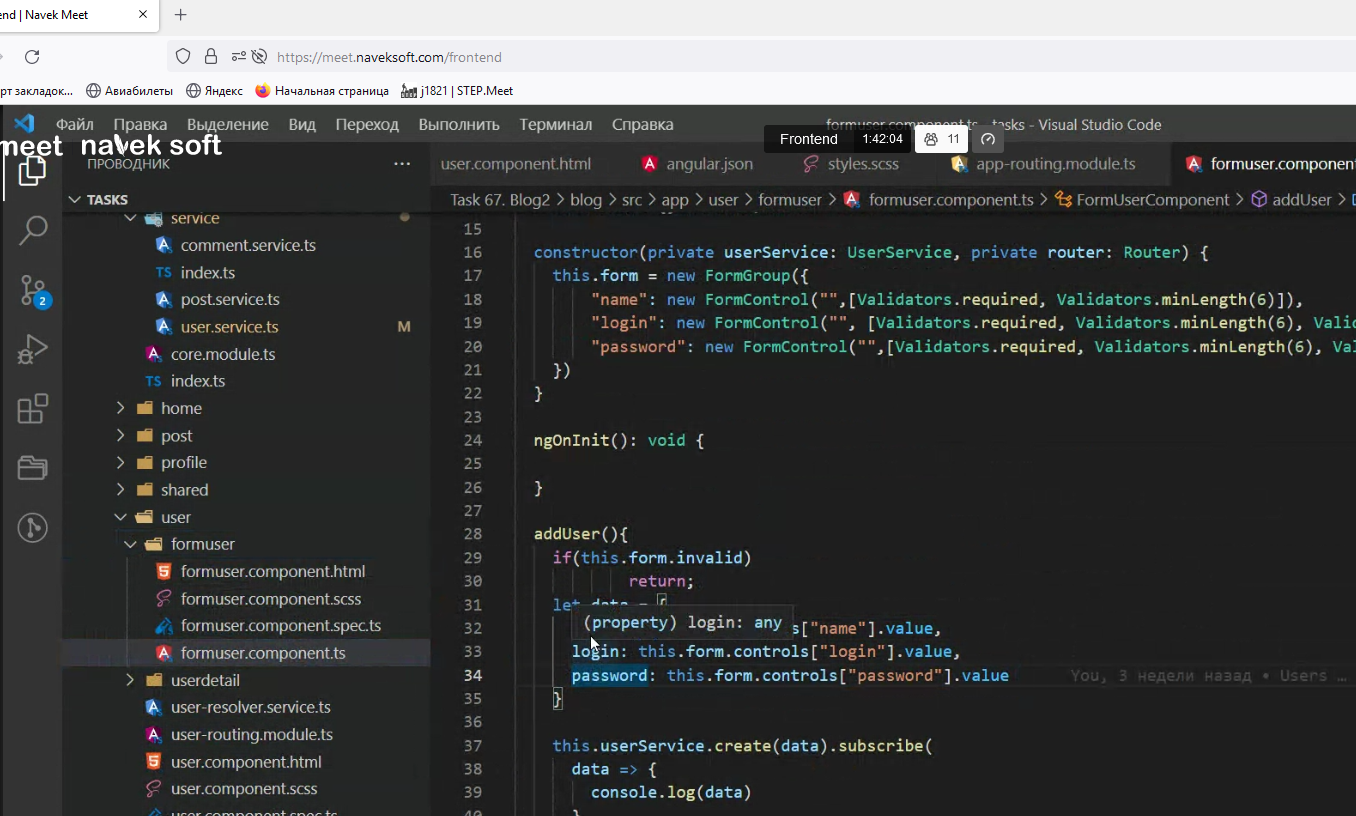 end | Navek Meet
https://meet.naveksoft.com/frontend
рт закладок... Авиабилеты Яндекс Начальная страница j1821 | STEP.Meet
Файл Правка Выделение Вид Переход Выполнить Терминал Справка
formuser.component.ts - tasks - Visual Studio Code
Frontend 1:42:04 11
meet navek soft
ПРОВОДНИК ...
user.component.html angular.json styles.scss app-routing.module.ts formuser.component
TASKS
Task 67. Blog2 > blog > src > app > user > formuser > formuser.component.ts > FormUserComponent > addUser >
service
comment.service.ts
TS index.ts
post.service.ts
user.service.ts M
core.module.ts
TS index.ts
home
post
profile
shared
user
formuser
formuser.component.html
formuser.component.scss
formuser.component.spec.ts
formuser.component.ts
userdetail
user-resolver.service.ts
user-routing.module.ts
user.component.html
user.component.scss
user.component.spec.ts
2
15
16 constructor(private userService: UserService, private router: Router) {
17 this.form = new FormGroup({
18 "name": new FormControl("",[Validators.required, Validators.minLength(6)]),
19 "login": new FormControl("", [Validators.required, Validators.minLength(6), Valid
20 "password": new FormControl("",[Validators.required, Validators.minLength(6), Va
21 })
22 }
23
24 ngOnInit(): void {
25
26 }
27
28 addUser(){
29 if(this.form.invalid)
30 return;
31 let data = {
(property) login: any
32 s["name"].value,
33 login: this.form.controls["login"].value,
34 password: this.form.controls["password"].value You, 3 недели назад • Users ...
35 }
36
37 this.userService.create(data).subscribe(
38 data => {
39 console.log(data)
40 }